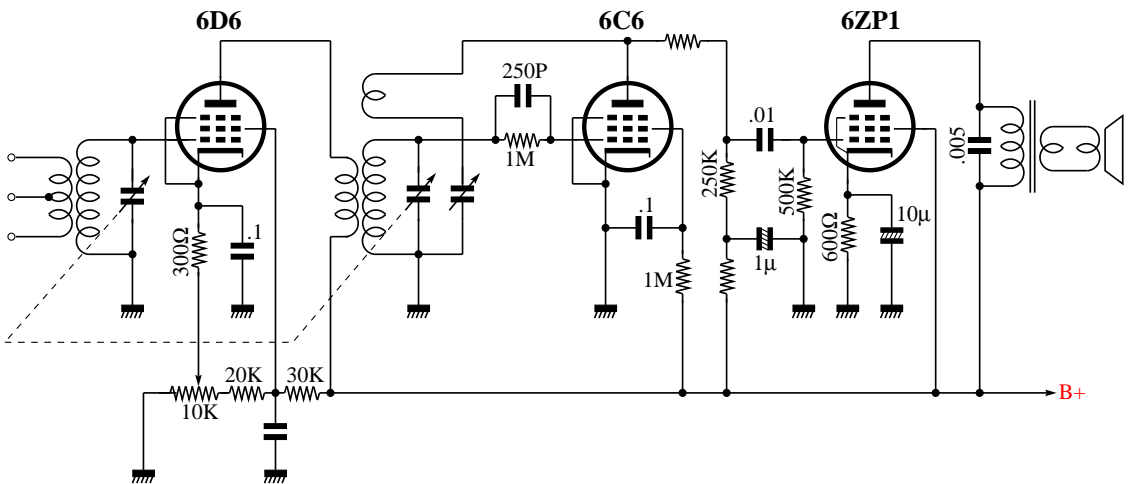 6D6
6C6
6ZP1
250P
1M
.01
.005
250K
500K
.1
300Ω
.1
1M
1µ
600Ω
10µ
20K
30K
10K
B+